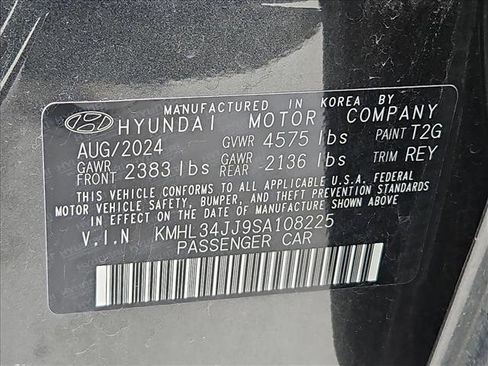 MANUFACTURED IN KOREA BY
HYUNDAI MOTOR COMPANY
AUG/2024 GVWR 4575 lbs PAINT T2G
GAWR FRONT 2383 lbs GAWR REAR 2136 lbs TRIM REY
THIS VEHICLE CONFORMS TO ALL APPLICABLE U.S.A. FEDERAL
MOTOR VEHICLE SAFETY, BUMPER, AND THEFT PREVENTION STANDARDS
IN EFFECT ON THE DATE OF MANUFACTURE SHOWN ABOVE.
V.I.N KMHL34JJ9SA108225
PASSENGER CAR